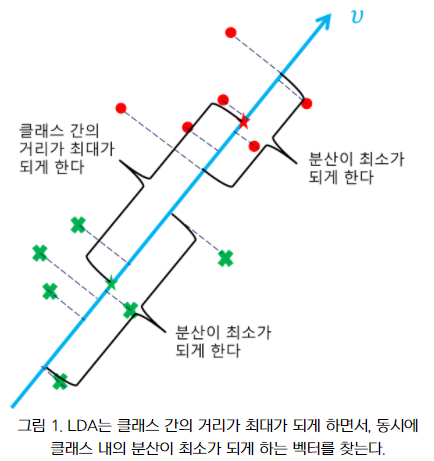 υ
클래스 간의
거리가 최대가
되게 한다
분산이 최소가
되게 한다
분산이 최소가
되게 한다
그림 1. LDA는 클래스 간의 거리가 최대가 되게 하면서, 동시에
클래스 내의 분산이 최소가 되게 하는 벡터를 찾는다.